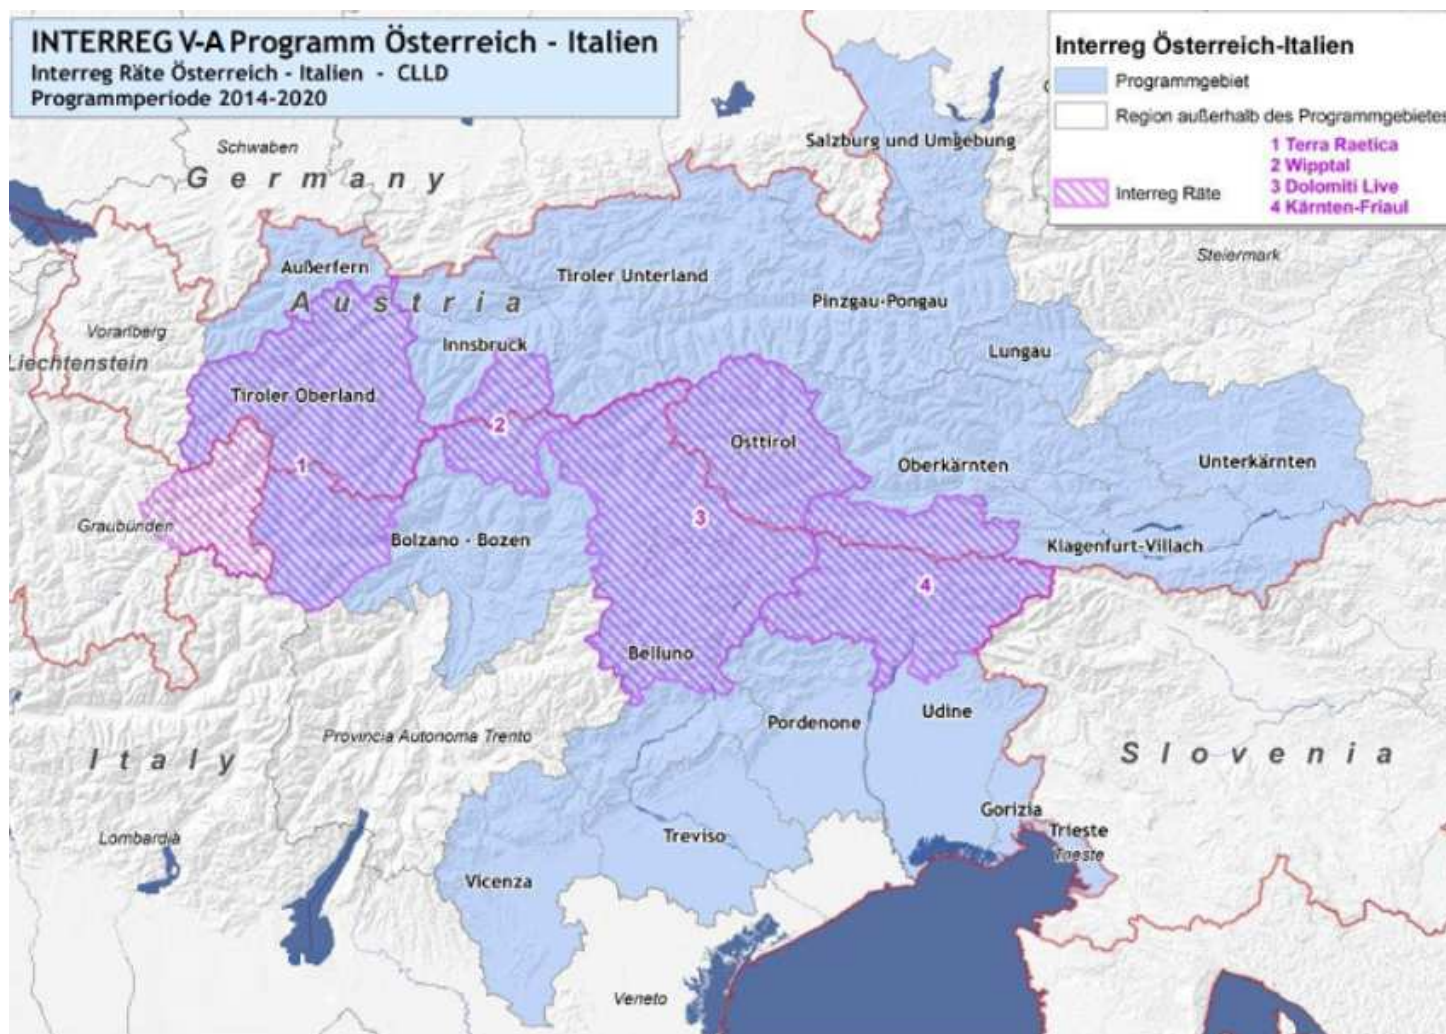 INTERREG V-A Programm Österreich - Italien
Interreg Räte Österreich - Italien - CLLD
Programmperiode 2014-2020
Interreg Österreich-Italien
Programmgebiet
Region außerhalb des Programmgebietes
Interreg Räte
1 Terra Raetica
2 Wipptal
3 Dolomiti Live
4 Kärnten-Friaul
Schwaben
Germany
Salzburg und Umgebung
Steiermark
Außerfern
Tiroler Unterland
Austria
Pinzgau-Pongau
Vorarlberg
Innsbruck
Lungau
Liechtenstein
Tiroler Oberland
2
Osttirol
1
Oberkärnten
Unterkärnten
3
Graubünden
Bolzano - Bozen
Klagenfurt-Villach
4
Belluno
Udine
Pordenone
Provincia Autonoma Trento
Italy
Slovenia
Gorizia
Trieste
Trieste
Lombardia
Treviso
Vicenza
Veneto